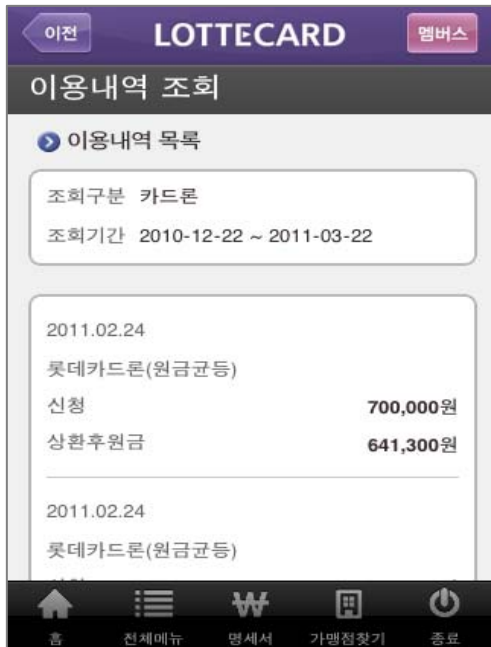 이전 LOTTECARD 멤버스
이용내역 조회
이용내역 목록
조회구분 카드론
조회기간 2010-12-22 ~ 2011-03-22
2011.02.24
롯데카드론(원금균등)
신청 700,000원
상환후원금 641,300원
2011.02.24
롯데카드론(원금균등)
홈 전체메뉴 명세서 가맹점찾기 종료